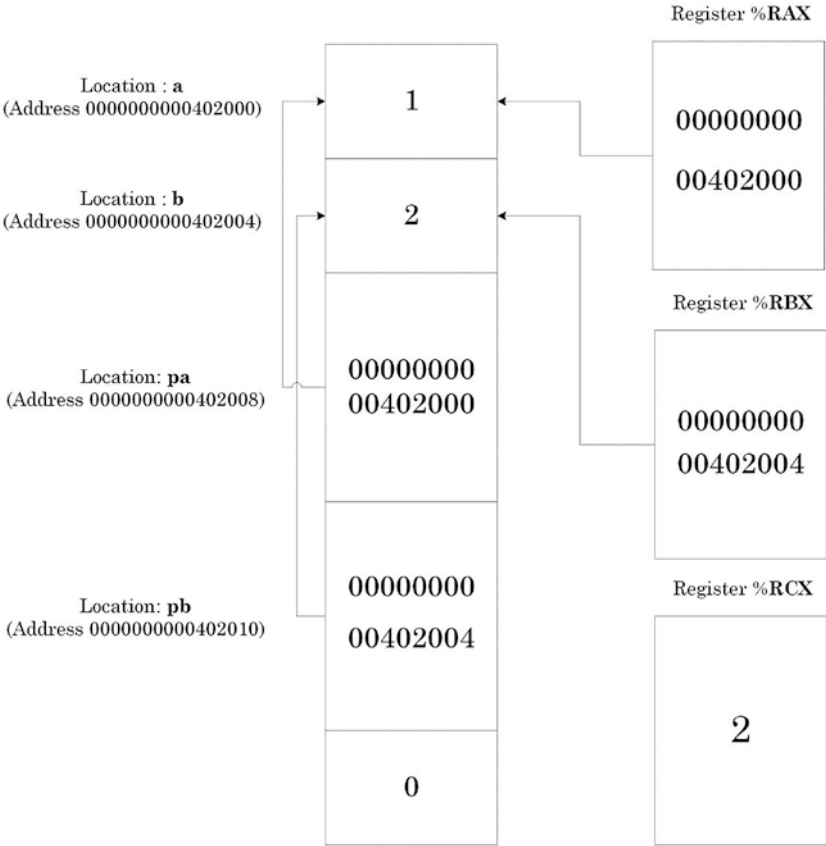 Register %RAX
Location : a
(Address 0000000000402000)
1
00000000
00402000
Location : b
(Address 0000000000402004)
2
Register %RBX
Location: pa
(Address 0000000000402008)
00000000
00402000
00000000
00402004
Location: pb
(Address 0000000000402010)
00000000
00402004
Register %RCX
2
0